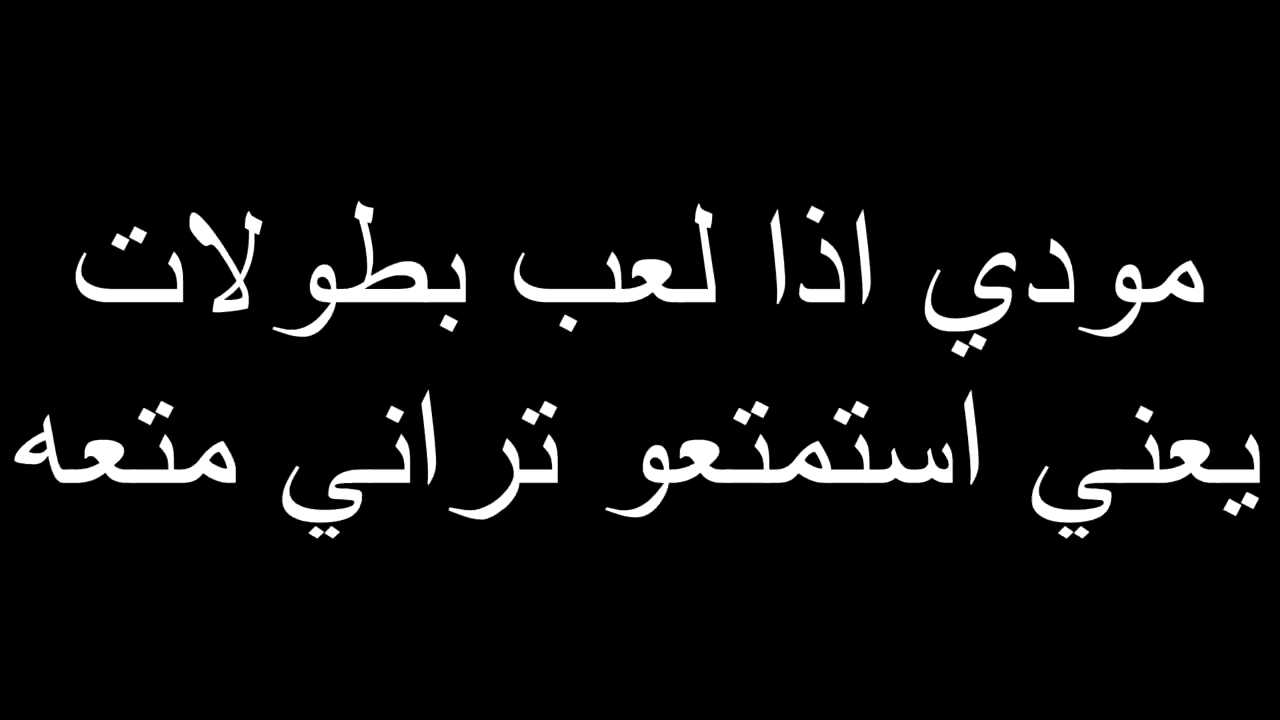 مودي اذا لعب بطولات
يعني استمتعو تراني متعه